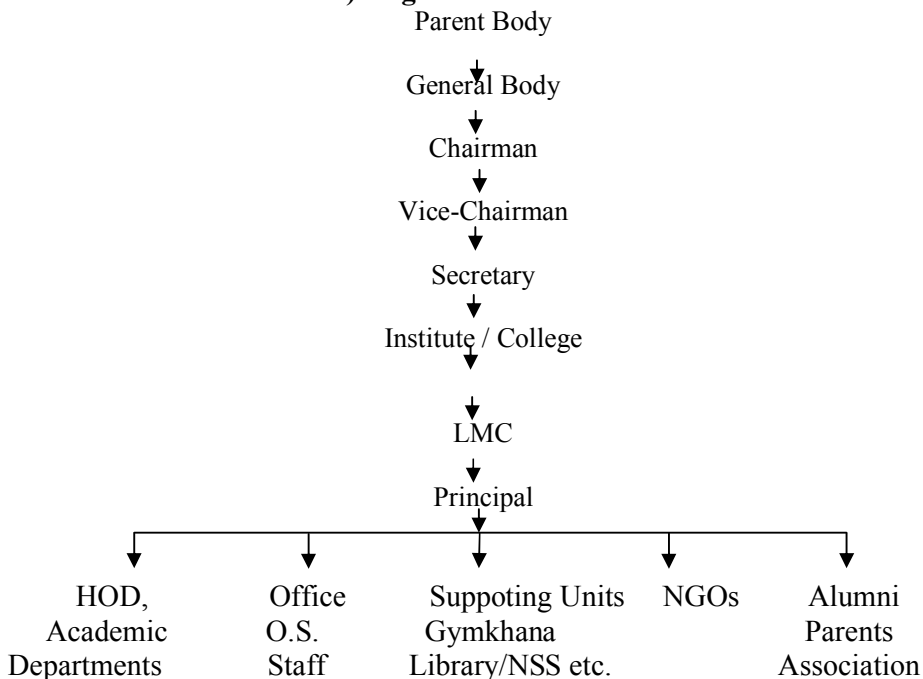 Parent Body
General Body
Chairman
Vice-Chairman
Secretary
Institute / College
LMC
Principal
HOD, Office Suppoting Units NGOs Alumni
Academic O.S. Gymkhana Parents
Departments Staff Library/NSS etc. Association